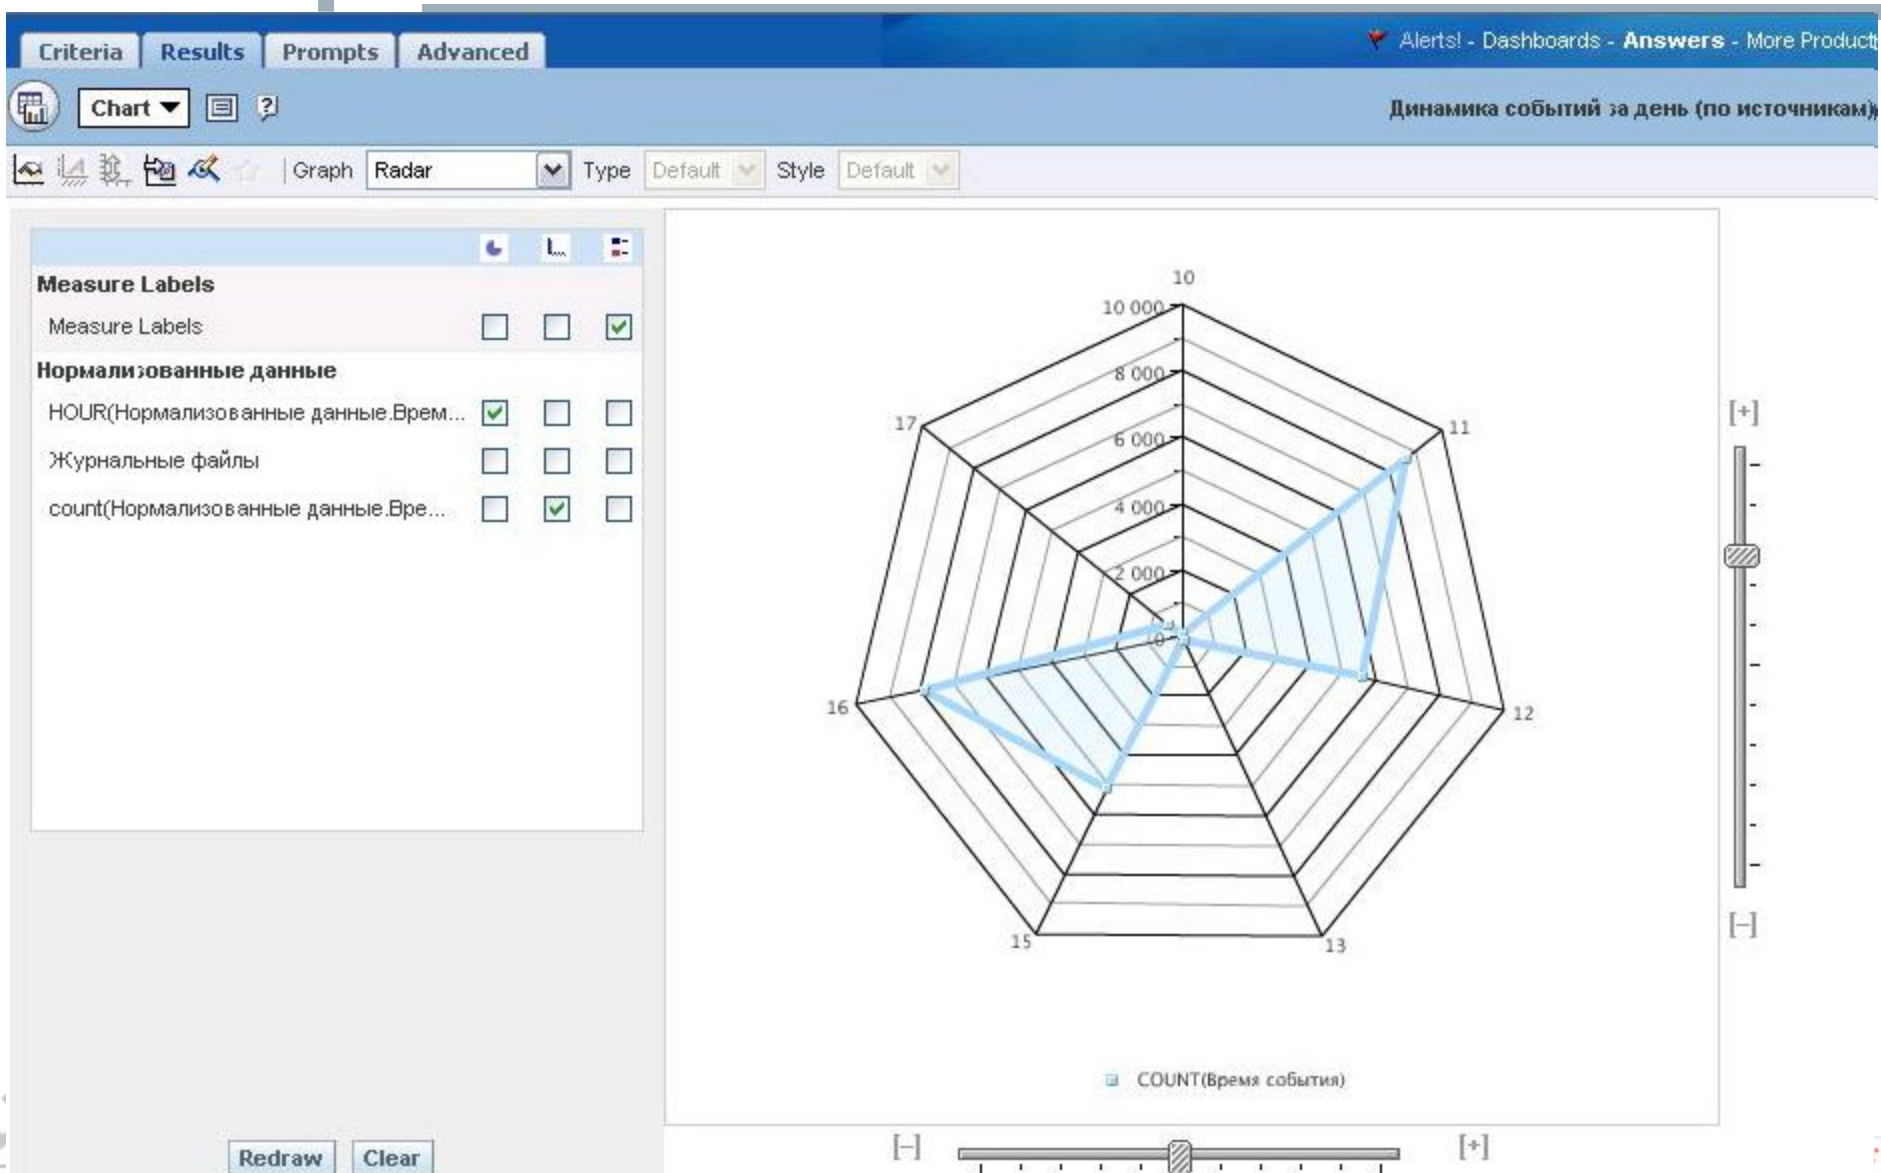 Criteria Results Prompts Advanced
Alerts! - Dashboards - Answers - More Product
Chart
Динамика событий за день (по источникам)
Graph Radar Type Default Style Default
Measure Labels
Measure Labels
Нормализованные данные
HOUR(Нормализованные данные.Врем...
Журнальные файлы
count(Нормализованные данные.Вре...
10
10 000
8 000
6 000
4 000
2 000
0
11
12
13
15
16
17
[+]
[-]
COUNT(Время события)
[-] [+]
Redraw Clear